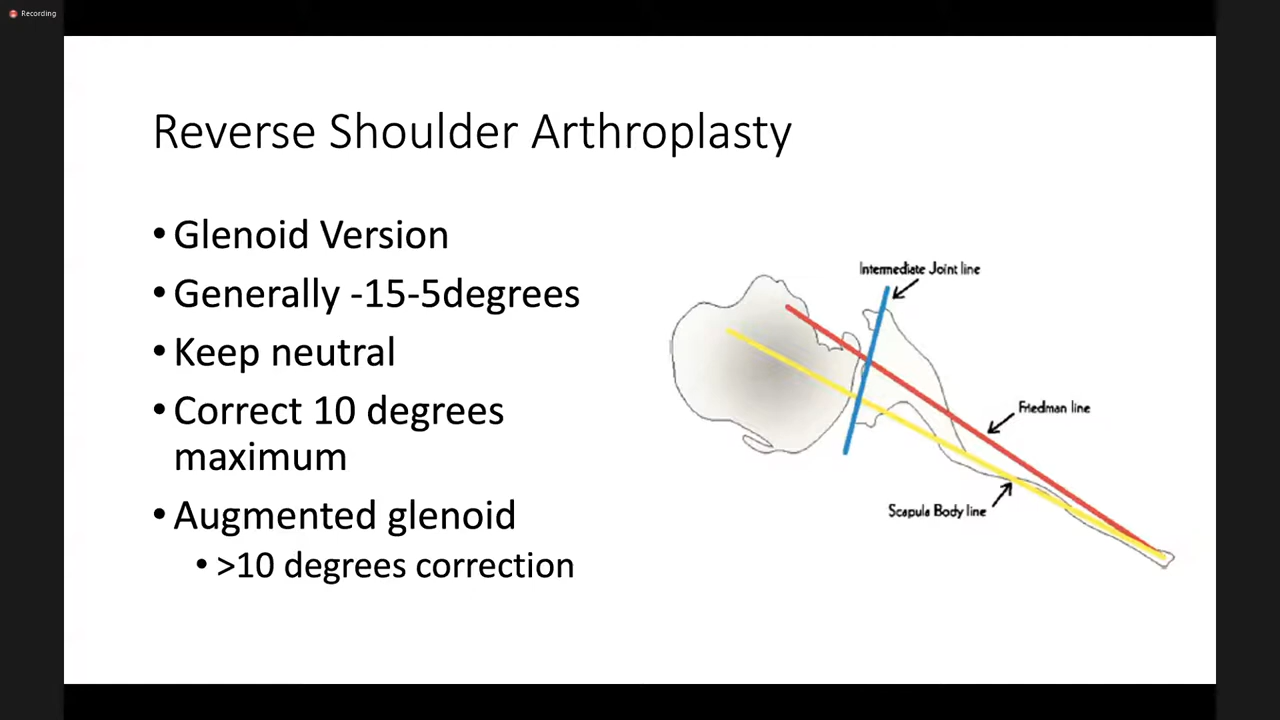 Recording
Reverse Shoulder Arthroplasty
• Glenoid Version
• Generally -15-5degrees
• Keep neutral
• Correct 10 degrees
maximum
• Augmented glenoid
• >10 degrees correction
Intermediate Joint line
Friedman line
Scapula Body line